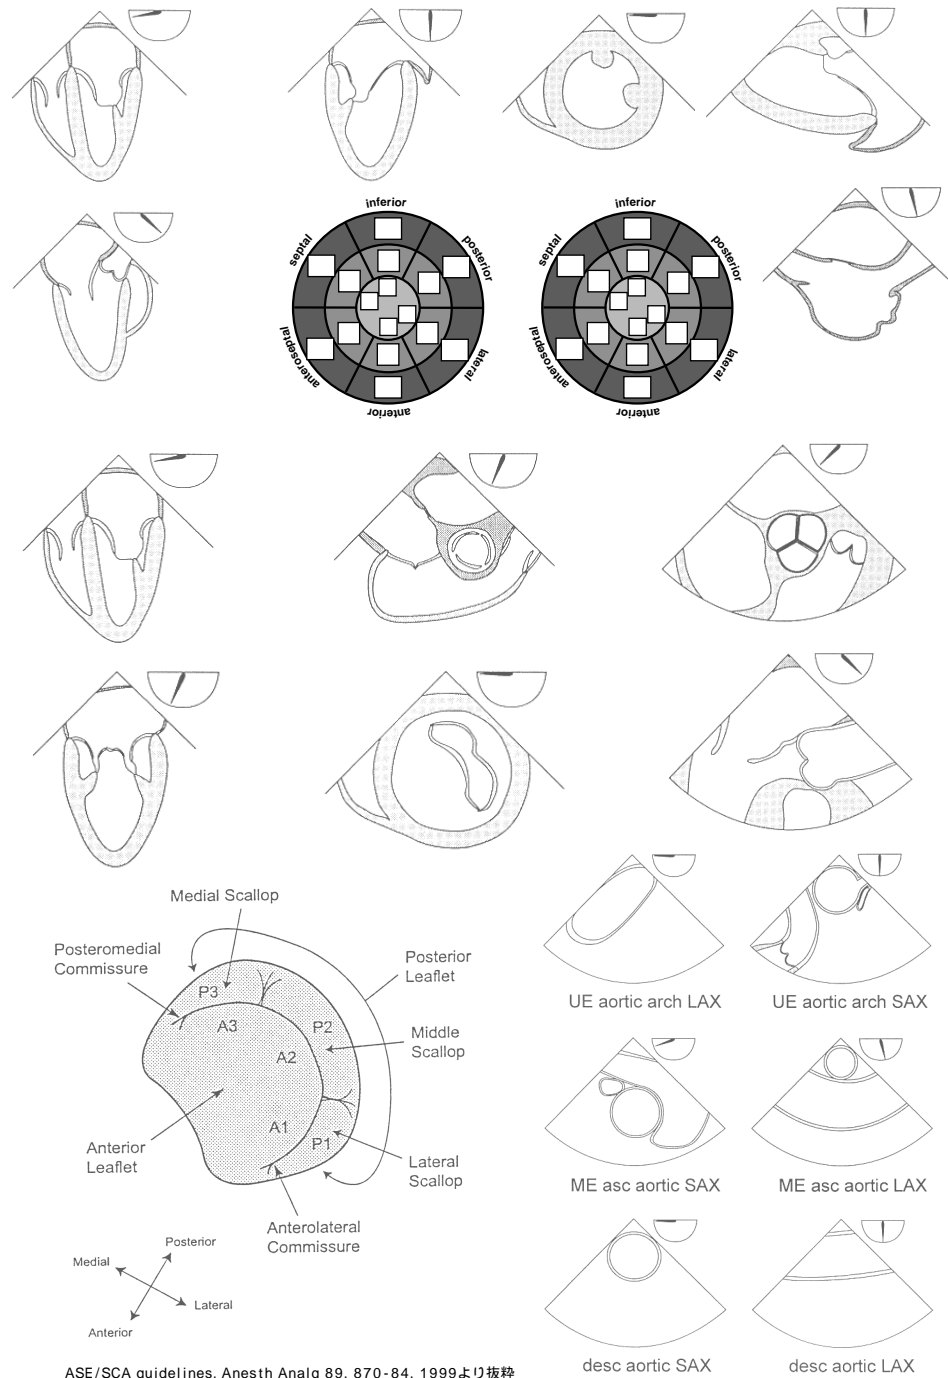 inferior
septal
posterior
anteroseptal
lateral
anterior
inferior
septal
posterior
anteroseptal
lateral
anterior
Medial Scallop
Posteromedial
Commissure
Posterior
Leaflet
P3
A3
P2
A2
Middle
Scallop
A1
P1
Anterior
Leaflet
Lateral
Scallop
Anterolateral
Commissure
Posterior
Medial
Lateral
Anterior
UE aortic arch LAX
UE aortic arch SAX
ME asc aortic SAX
ME asc aortic LAX
desc aortic SAX
desc aortic LAX
ASE/SCA guidelines. Anesth Analg 89, 870-84, 1999より抜粋